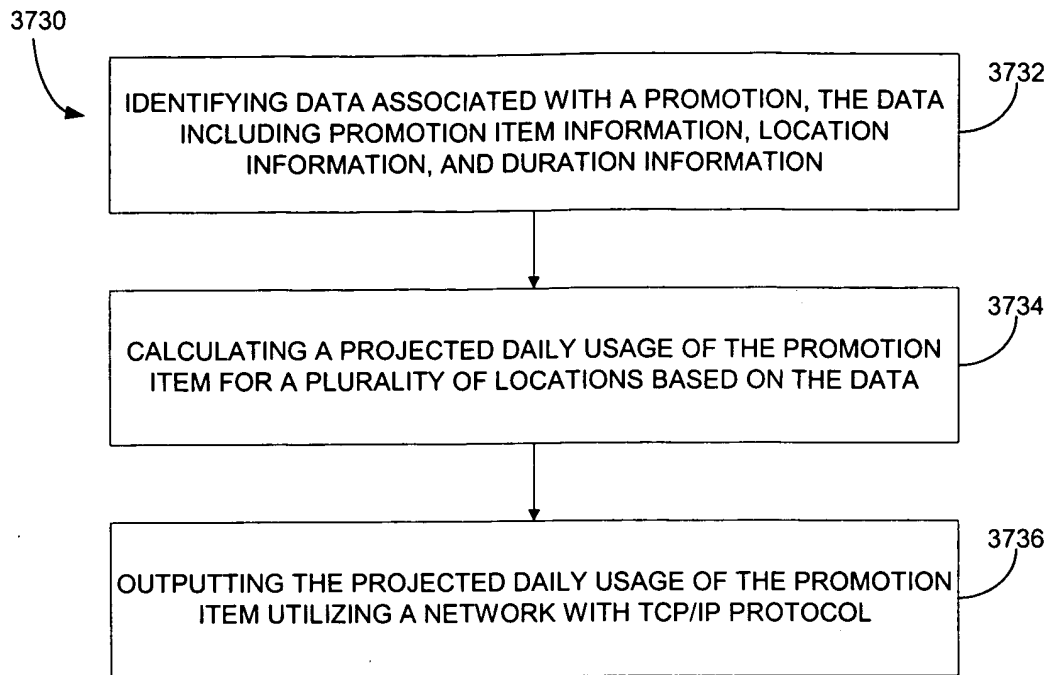 3730
3732
IDENTIFYING DATA ASSOCIATED WITH A PROMOTION, THE DATA
INCLUDING PROMOTION ITEM INFORMATION, LOCATION
INFORMATION, AND DURATION INFORMATION
3734
CALCULATING A PROJECTED DAILY USAGE OF THE PROMOTION
ITEM FOR A PLURALITY OF LOCATIONS BASED ON THE DATA
3736
OUTPUTTING THE PROJECTED DAILY USAGE OF THE PROMOTION
ITEM UTILIZING A NETWORK WITH TCP/IP PROTOCOL